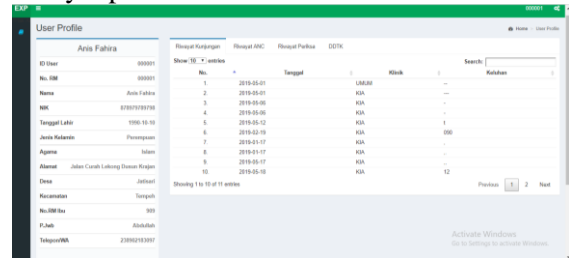 EXP
000001
User Profile
Home User Profile
Anis Fahira
ID User 000001
No. RM 000001
Nama Anis Fahira
NIK 878979789798
Tanggal Lahir 1990-10-10
Jenis Kelamin Perempuan
Agama Islam
Alamat Jalan Curah Lekong Dusun Krajan
Desa Jatisari
Kecamatan Tempeh
No.RM Ibu 989
P.Jwb Abdullah
Telepon/WA
Riwayat Kunjungan Riwayat ANC Riwayat Periksa DDTK
Show 10 entries
Search:
No. Tanggal Klinik Keluhan
1. 2019-05-01 UMUM --
2. 2019-05-01 KIA ---
3. 2019-05-06 KIA -
4. 2019-05-06 KIA -
5. 2019-05-12 KIA t
6. 2019-02-19 KIA 090
7. 2019-01-17 KIA .
8. 2019-01-17 KIA .
9. 2019-05-17 KIA .
10. 2019-05-18 KIA 12
Showing 1 to 10 of 11 entries
Previous 1 2 Next
Activate Windows
Go to Settings to activate Windows.